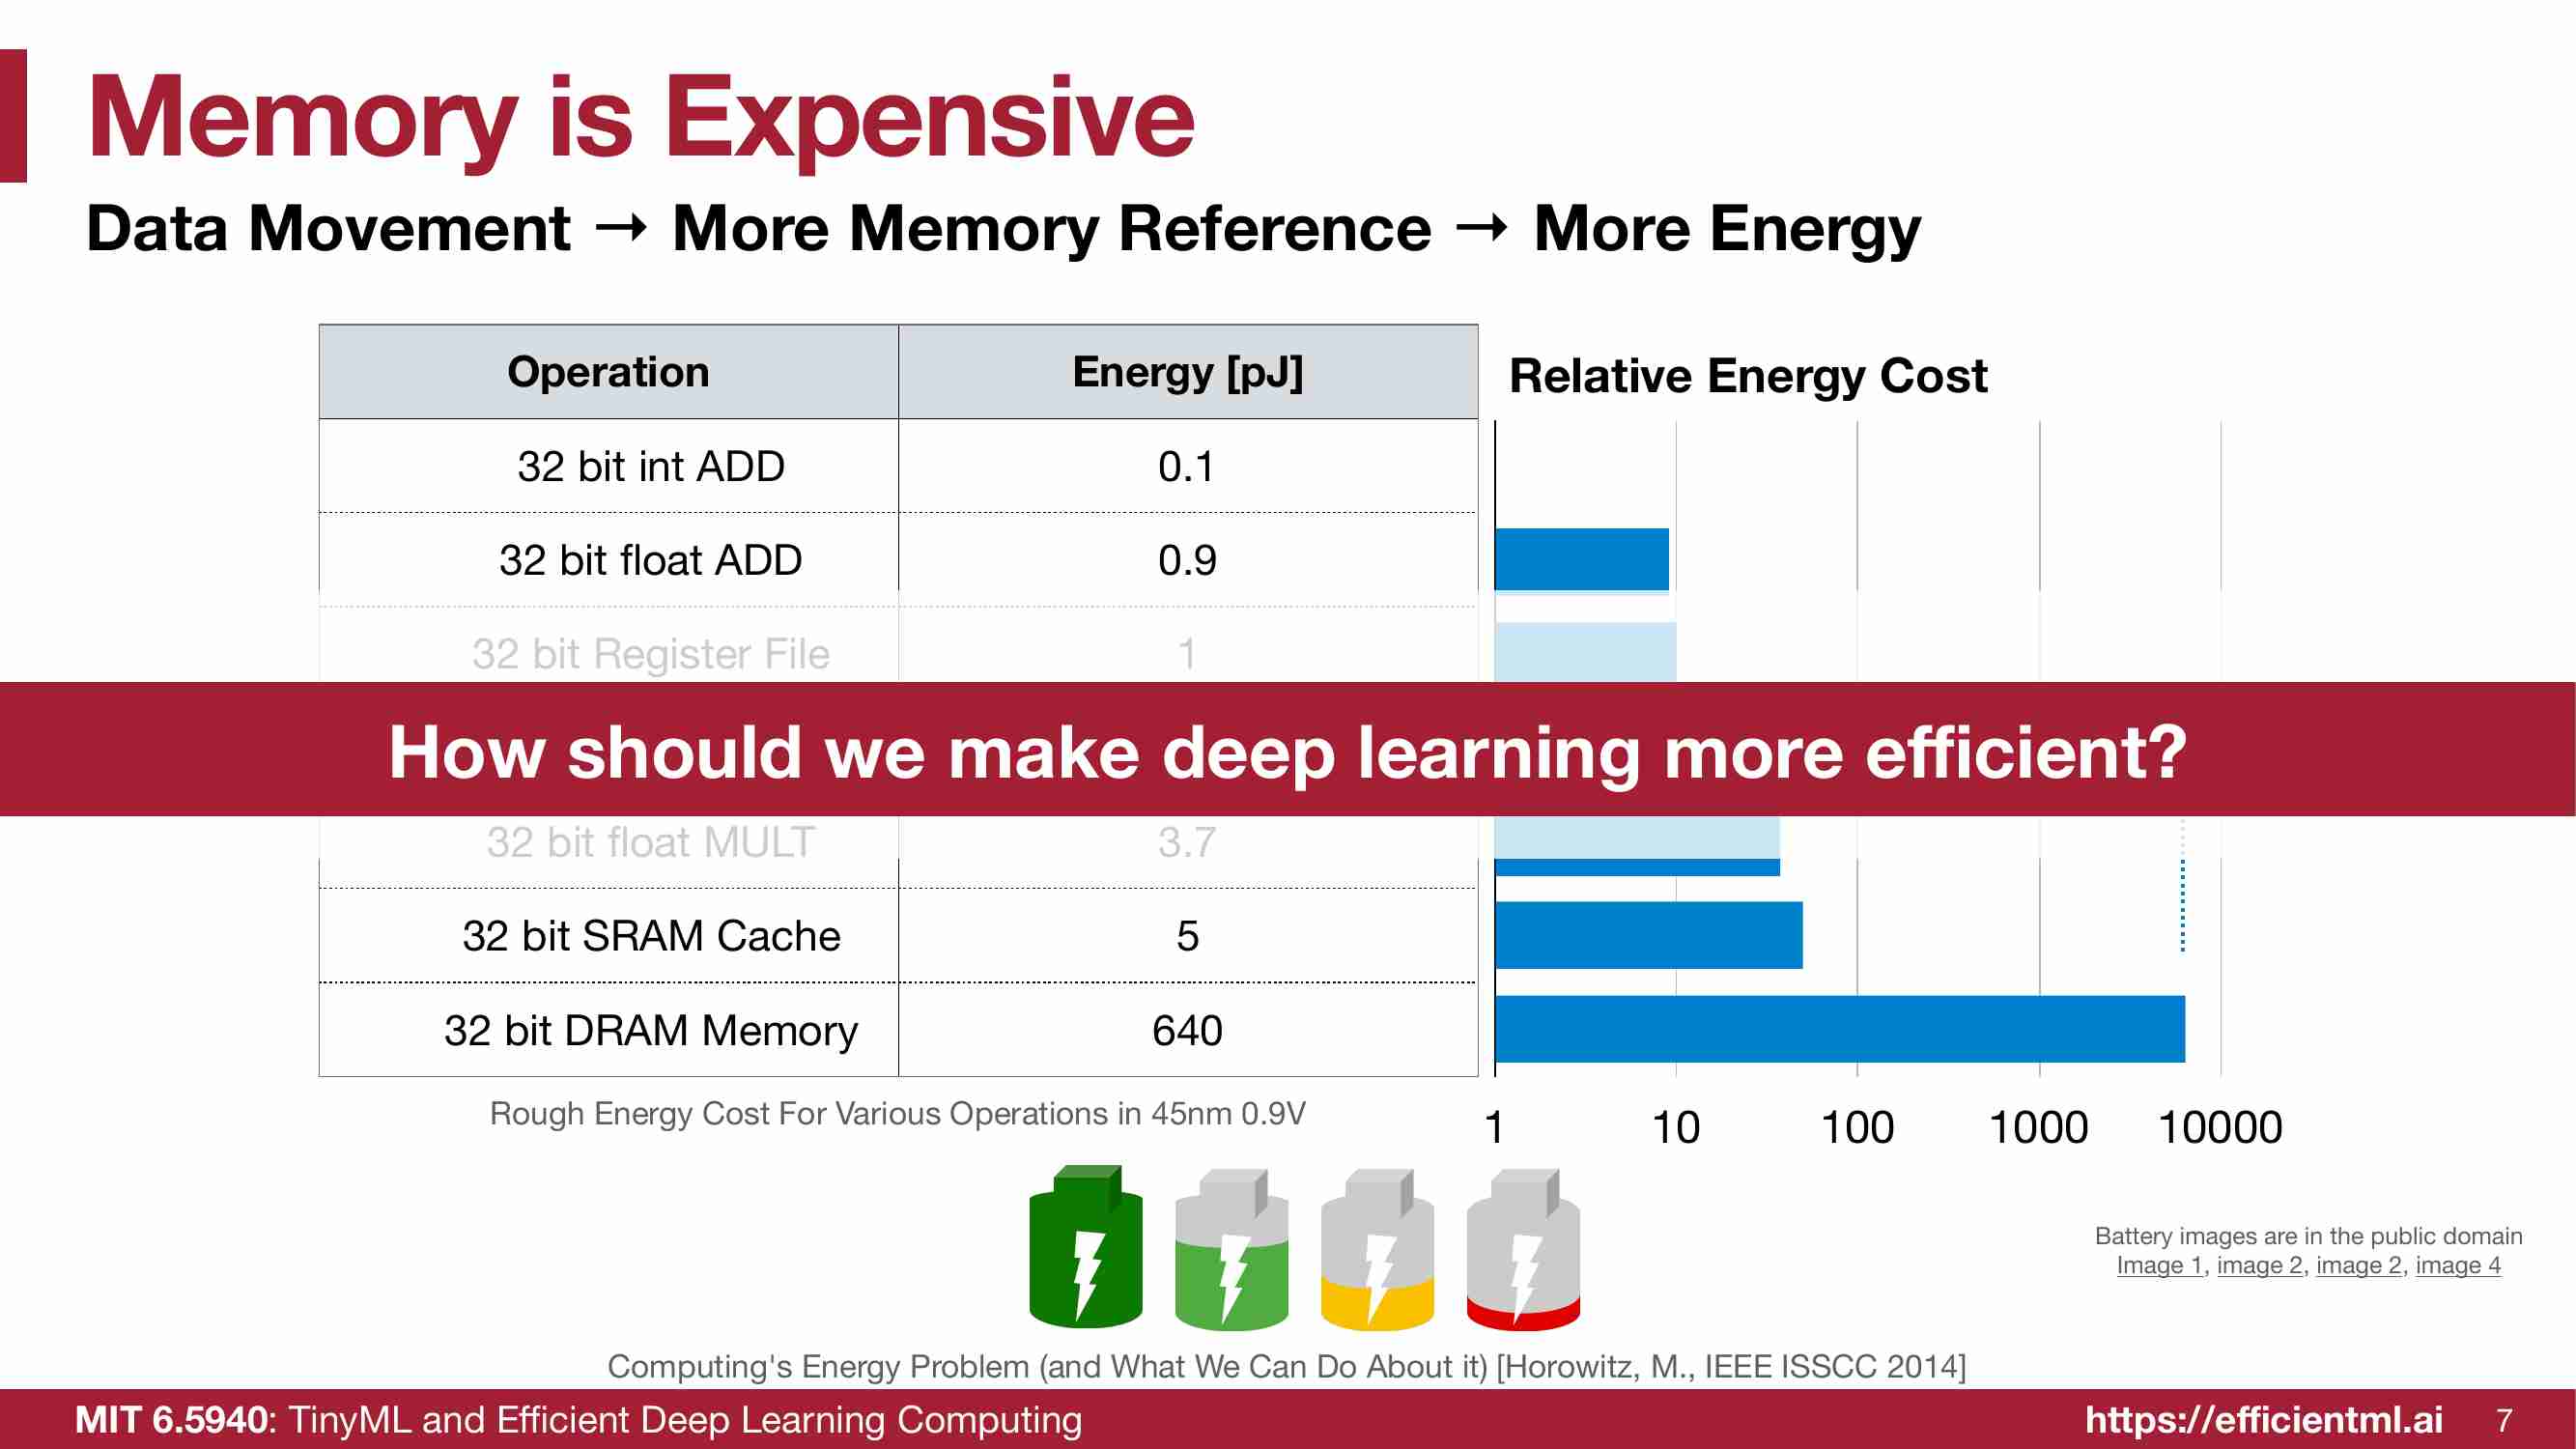 Memory is Expensive
Data Movement → More Memory Reference → More Energy
Operation Energy [pJ] Relative Energy Cost
32 bit int ADD 0.1
32 bit float ADD 0.9
32 bit Register File 1
How should we make deep learning more efficient?
32 bit float MULT 3.7
32 bit SRAM Cache 5
32 bit DRAM Memory 640
Rough Energy Cost For Various Operations in 45nm 0.9V
1 10 100 1000 10000
Battery images are in the public domain
Image 1, image 2, image 2, image 4
Computing's Energy Problem (and What We Can Do About it) [Horowitz, M., IEEE ISSCC 2014]
MIT 6.5940: TinyML and Efficient Deep Learning Computing https://efficientml.ai 7